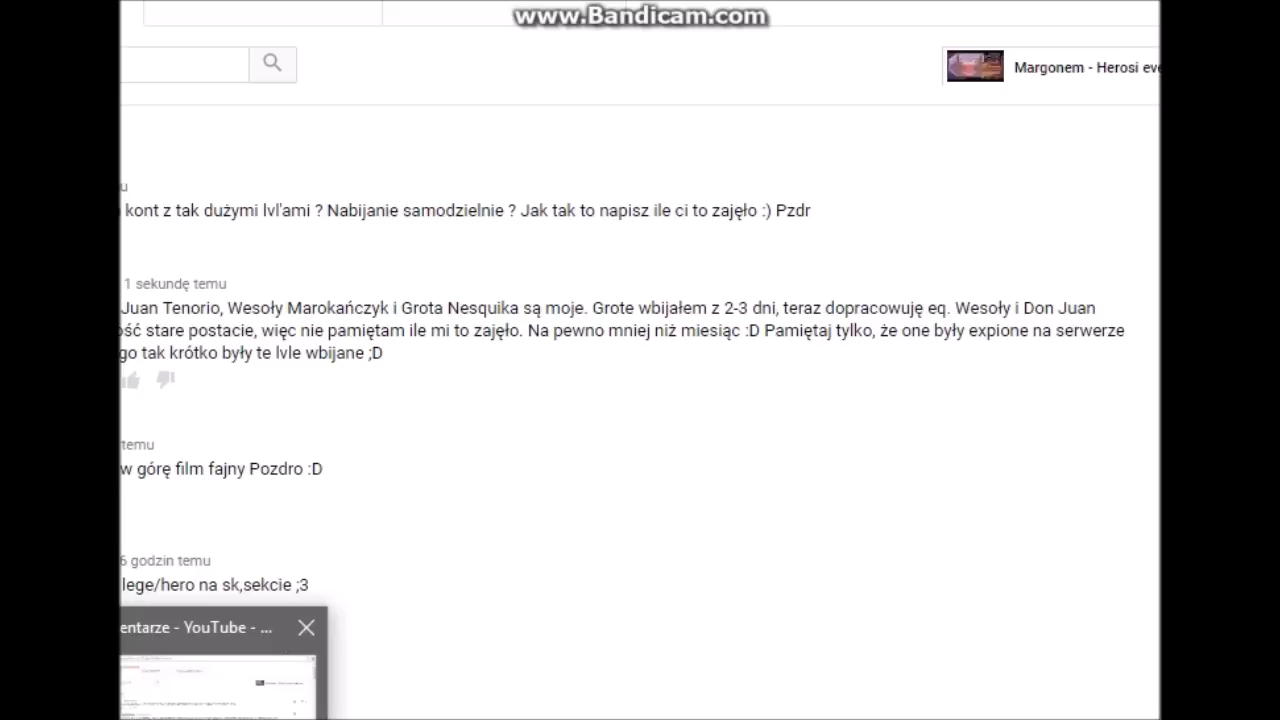 www.Bandicam.com
Margonem - Herosi eve
u
kont z tak dużymi lvl'ami ? Nabijanie samodzielnie ? Jak tak to napisz ile ci to zajęło :) Pzdr
1 sekundę temu
Juan Tenorio, Wesoły Marokańczyk i Grota Nesquika są moje. Grote wbijałem z 2-3 dni, teraz dopracowuję eq. Wesoły i Don Juan
ość stare postacie, więc nie pamiętam ile mi to zajęło. Na pewno mniej niż miesiąc :D Pamiętaj tylko, że one były expione na serwerze
go tak krótko były te lvle wbijane ;D
temu
w górę film fajny Pozdro :D
6 godzin temu
lege/hero na sk,sekcie ;3
entarze - YouTube - ...